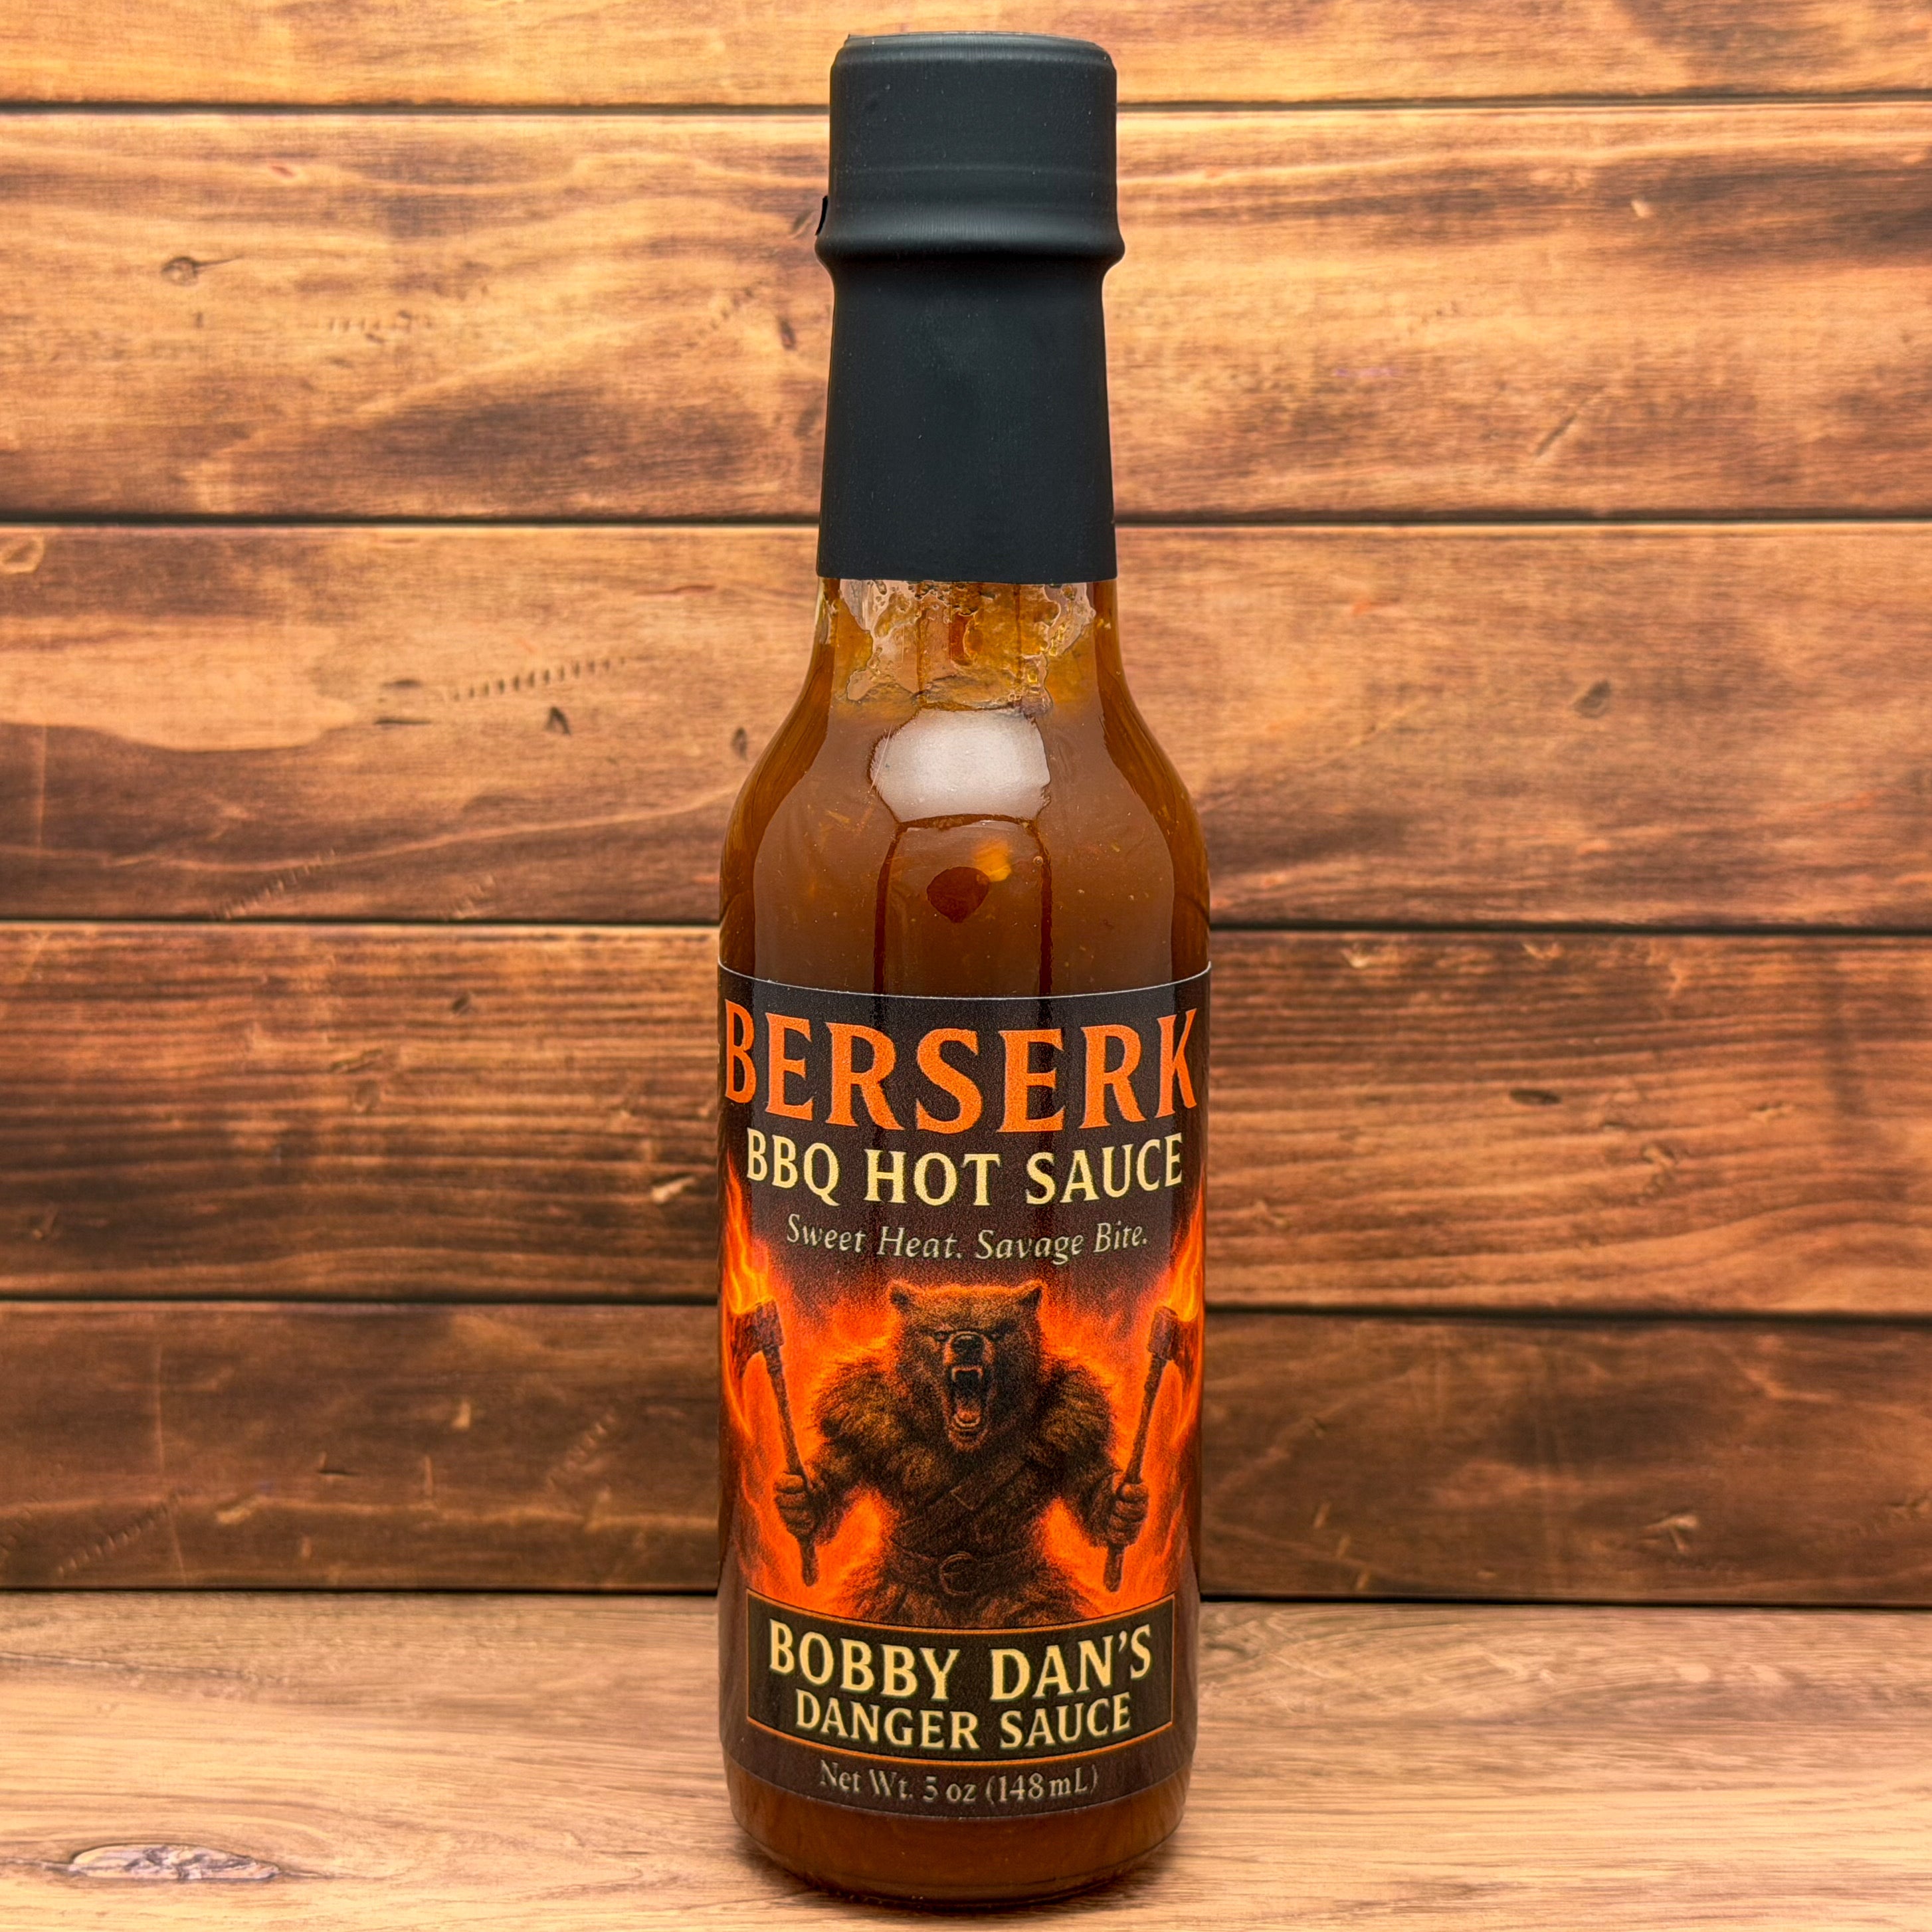 BERSERK
BBQ HOT SAUCE
Sweet Heat. Savage Bite.
BOBBY DAN'S
DANGER SAUCE
Net Wt. 5 oz (148 mL)